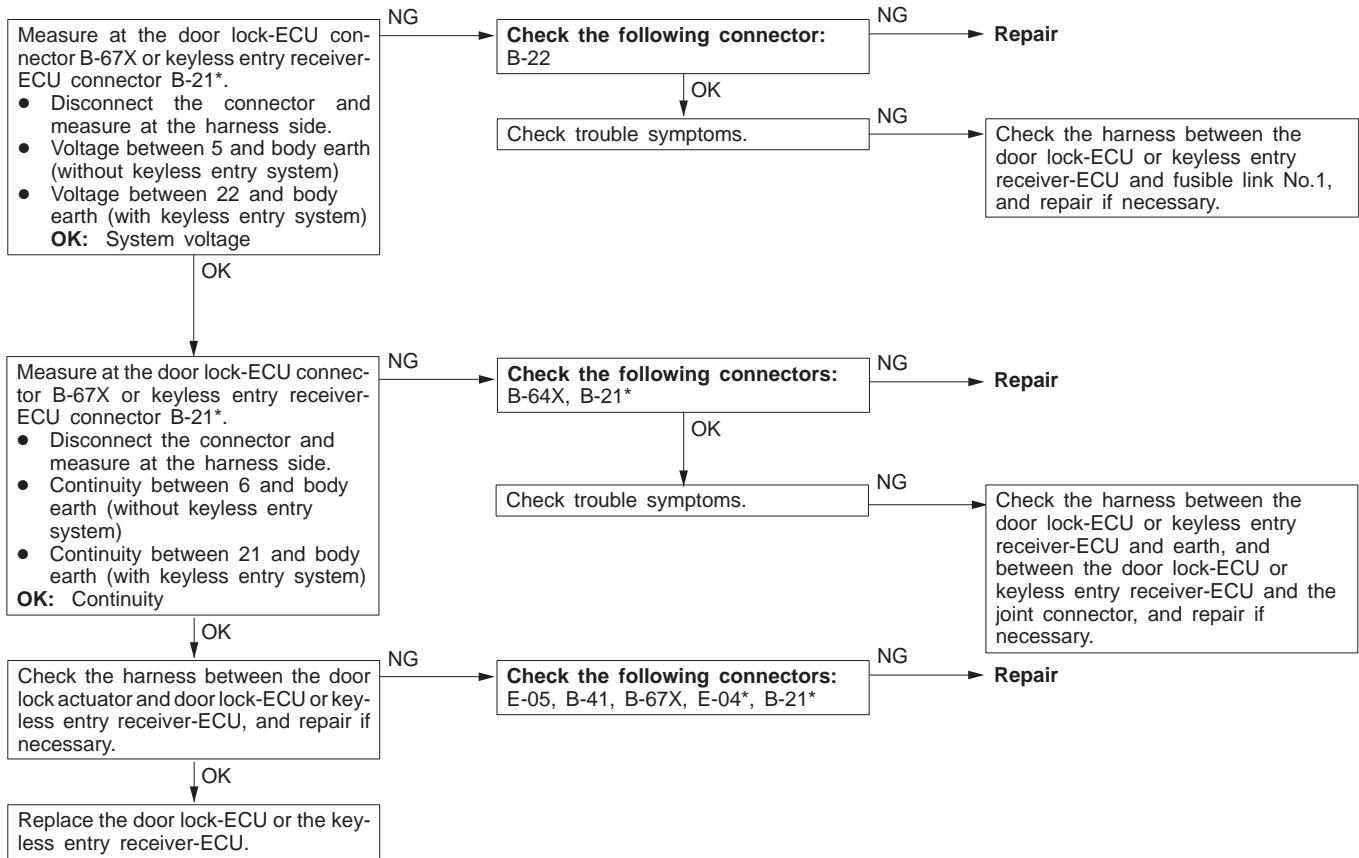 Measure at the door lock-ECU con-
nector B-67X or keyless entry receiver-
ECU connector B-21*.
● Disconnect the connector and
measure at the harness side.
● Voltage between 5 and body earth
(without keyless entry system)
● Voltage between 22 and body
earth (with keyless entry system)
OK: System voltage
NG
Check the following connector:
B-22
NG
Repair
OK
Check trouble symptoms.
NG
Check the harness between the
door lock-ECU or keyless entry
receiver-ECU and fusible link No.1,
and repair if necessary.
OK
Measure at the door lock-ECU connec-
tor B-67X or keyless entry receiver-
ECU connector B-21*.
● Disconnect the connector and
measure at the harness side.
● Continuity between 6 and body
earth (without keyless entry
system)
● Continuity between 21 and body
earth (with keyless entry system)
OK: Continuity
NG
Check the following connectors:
B-64X, B-21*
NG
Repair
OK
Check trouble symptoms.
NG
Check the harness between the
door lock-ECU or keyless entry
receiver-ECU and earth, and
between the door lock-ECU or
keyless entry receiver-ECU and the
joint connector, and repair if
necessary.
OK
Check the harness between the door
lock actuator and door lock-ECU or key-
less entry receiver-ECU, and repair if
necessary.
NG
Check the following connectors:
E-05, B-41, B-67X, E-04*, B-21*
NG
Repair
OK
Replace the door lock-ECU or the key-
less entry receiver-ECU.